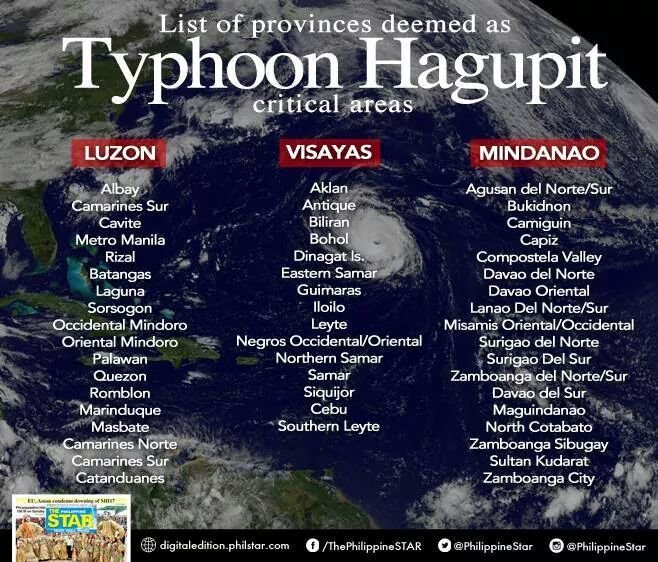 List of provinces deemed as
Typhoon Hagupit
critical areas
LUZON
Albay
Camarines Sur
Cavite
Metro Manila
Rizal
Batangas
Laguna
Sorsogon
Occidental Mindoro
Oriental Mindoro
Palawan
Quezon
Romblon
Marinduque
Masbate
Camarines Norte
Camarines Sur
Catanduanes
VISAYAS
Aklan
Antique
Biliran
Bohol
Dinagat Is.
Eastern Samar
Guimaras
Iloilo
Leyte
Negros Occidental/Oriental
Northern Samar
Samar
Siquijor
Cebu
Southern Leyte
MINDANAO
Agusan del Norte/Sur
Bukidnon
Camiguin
Capiz
Compostela Valley
Davao del Norte
Davao Oriental
Lanao Del Norte/Sur
Misamis Oriental/Occidental
Surigao del Norte
Surigao Del Sur
Zamboanga del Norte/Sur
Davao del Sur
Maguindanao
North Cotabato
Zamboanga Sibugay
Sultan Kudarat
Zamboanga City
EU, Asian condemn downing of MH17
THE PHILIPPINE
STAR
digitaledition.philstar.com
/ThePhilippineSTAR
@PhilippineStar
@PhilippineStar